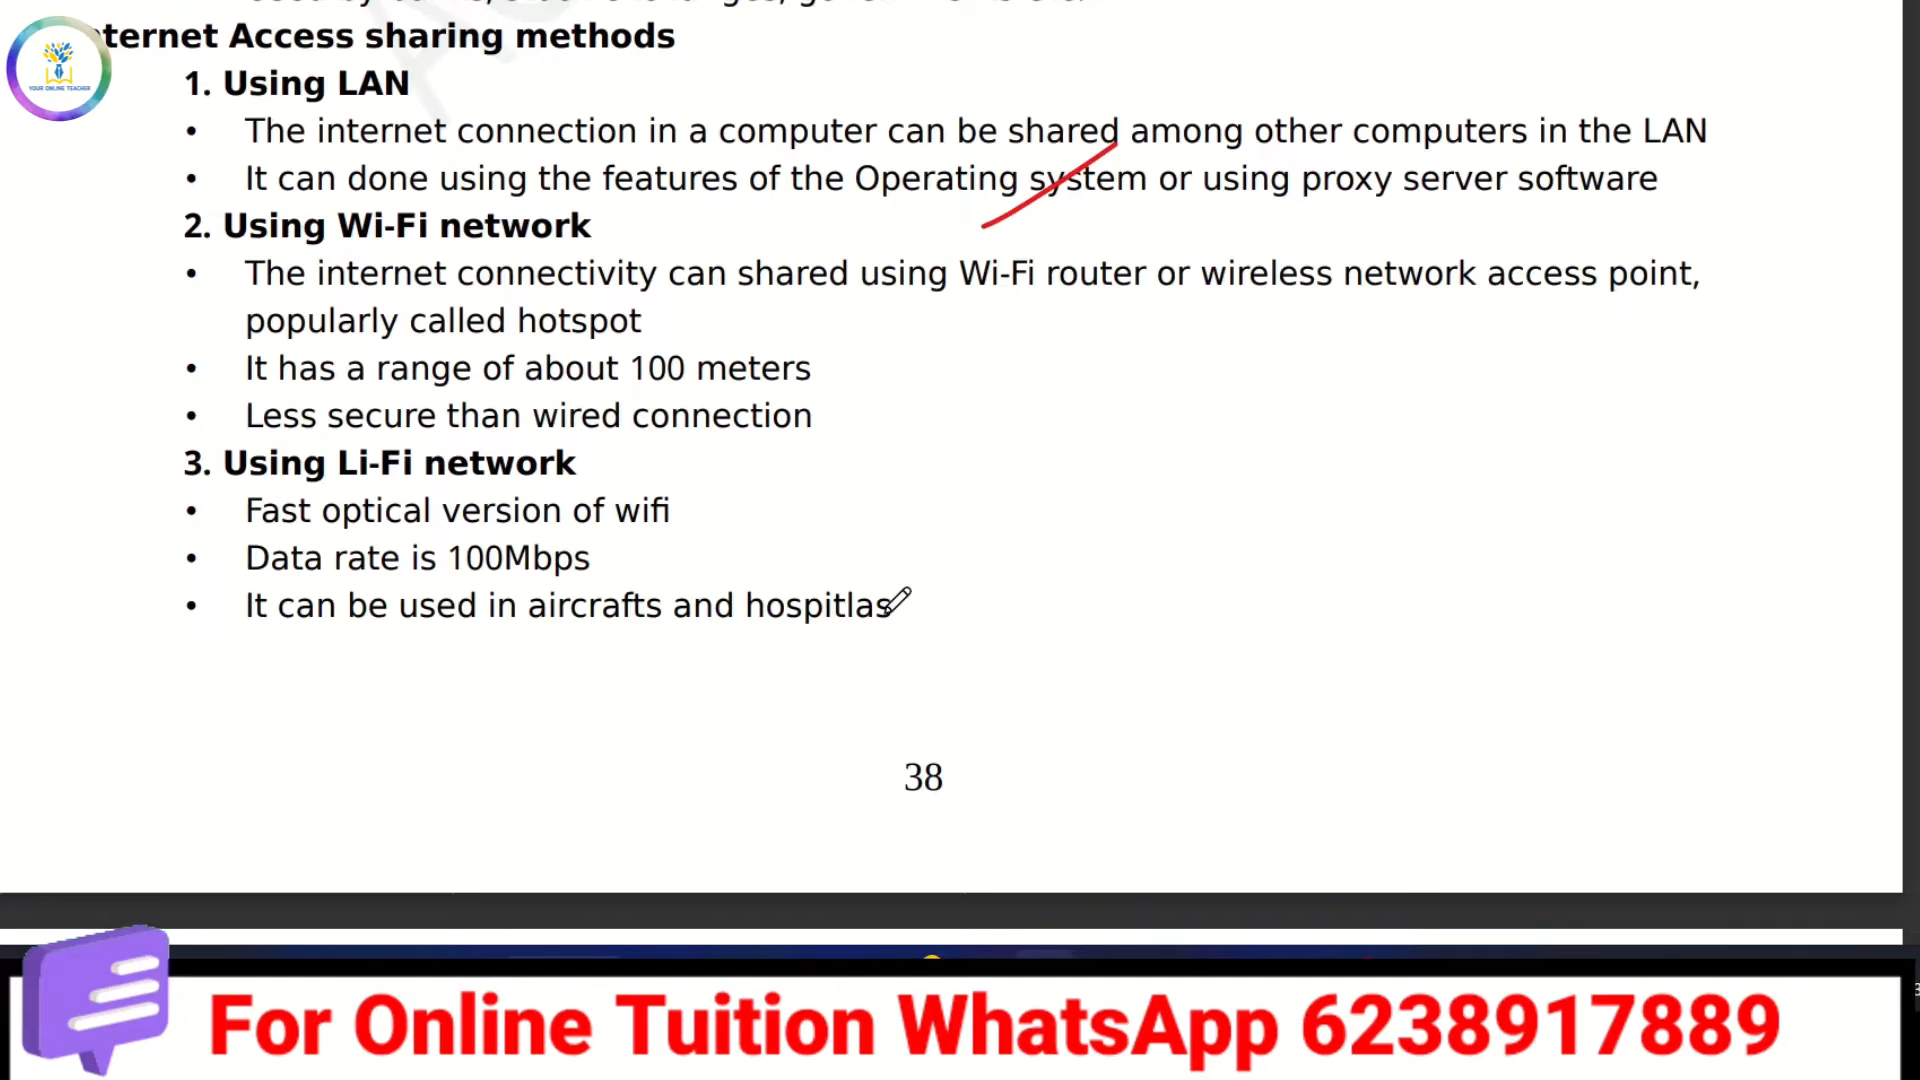 ternet Access sharing methods
YOUR ONLINE TEACHER
1. Using LAN
• The internet connection in a computer can be shared among other computers in the LAN
• It can done using the features of the Operating system or using proxy server software
2. Using Wi-Fi network
• The internet connectivity can shared using Wi-Fi router or wireless network access point,
popularly called hotspot
• It has a range of about 100 meters
• Less secure than wired connection
3. Using Li-Fi network
• Fast optical version of wifi
• Data rate is 100Mbps
• It can be used in aircrafts and hospitlas
38
For Online Tuition WhatsApp 6238917889